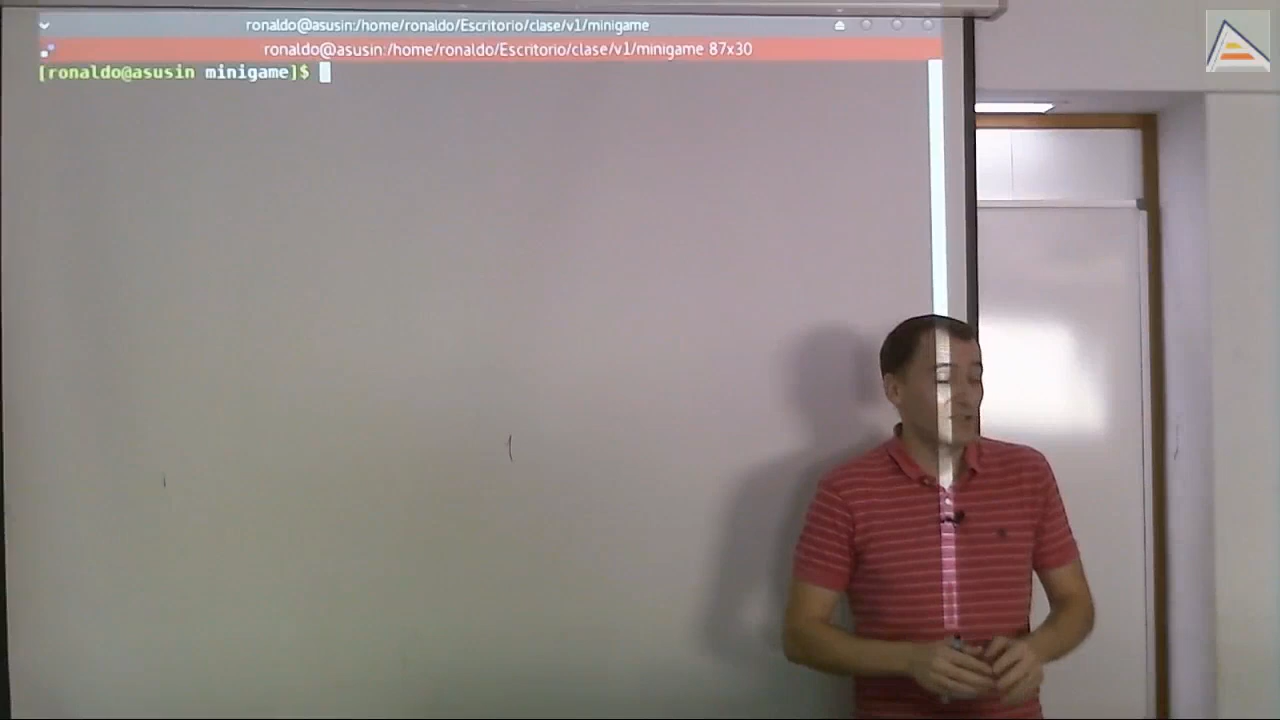 ronaldo@asusin:/home/ronaldo/Escritorio/clase/v1/minigame
ronaldo@asusin:/home/ronaldo/Escritorio/clase/v1/minigame 87x30
[ronaldo@asusin minigame]$